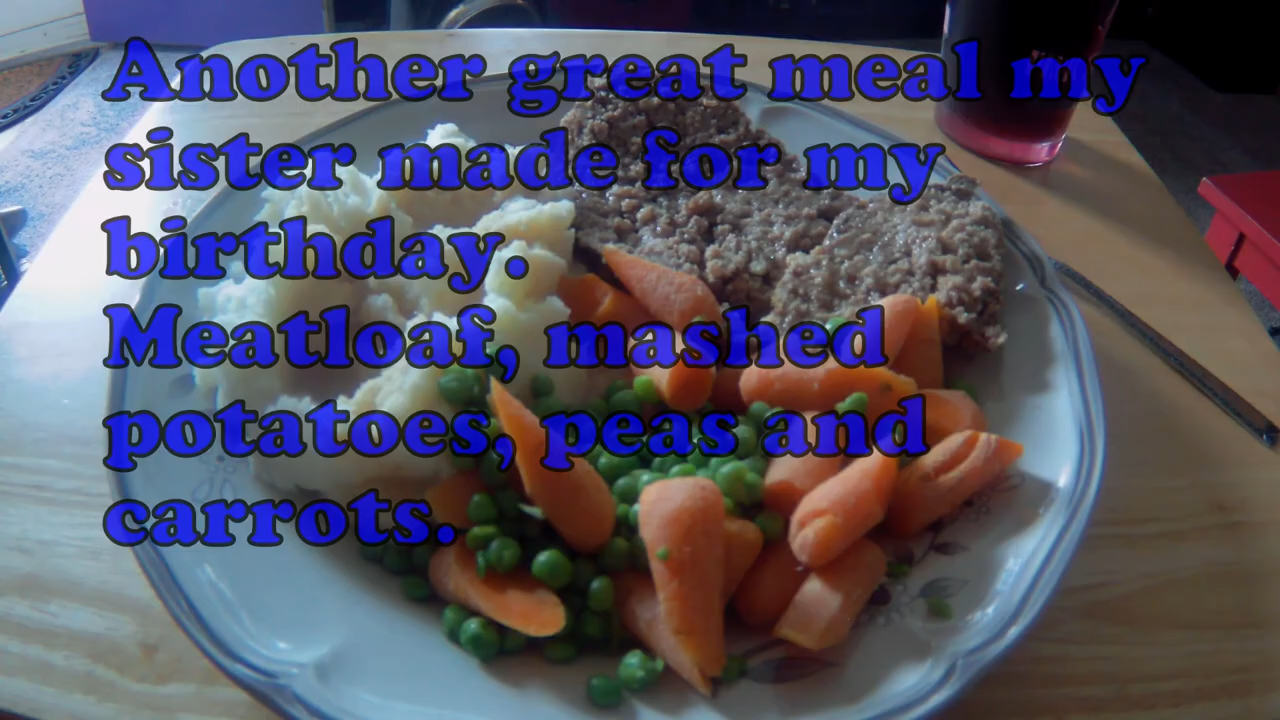 Another great meal my
sister made for my
birthday.
Meatloaf, mashed
potatoes, peas and
carrots.